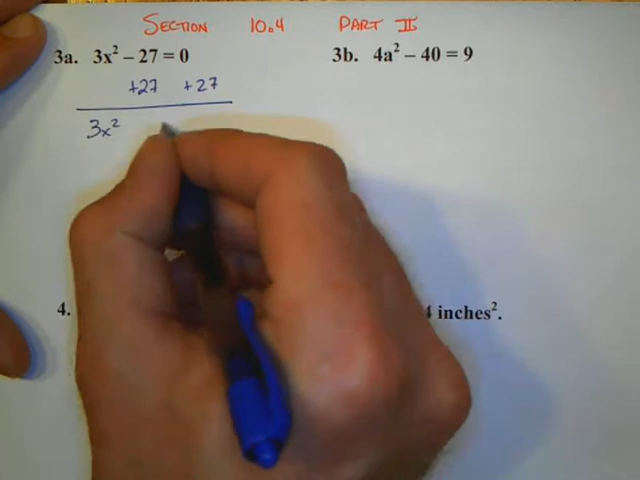 SECTION 10.4 PART II
3a. 3x² – 27 = 0
3b. 4a² – 40 = 9
+27 +27
3x²
4.
inches².